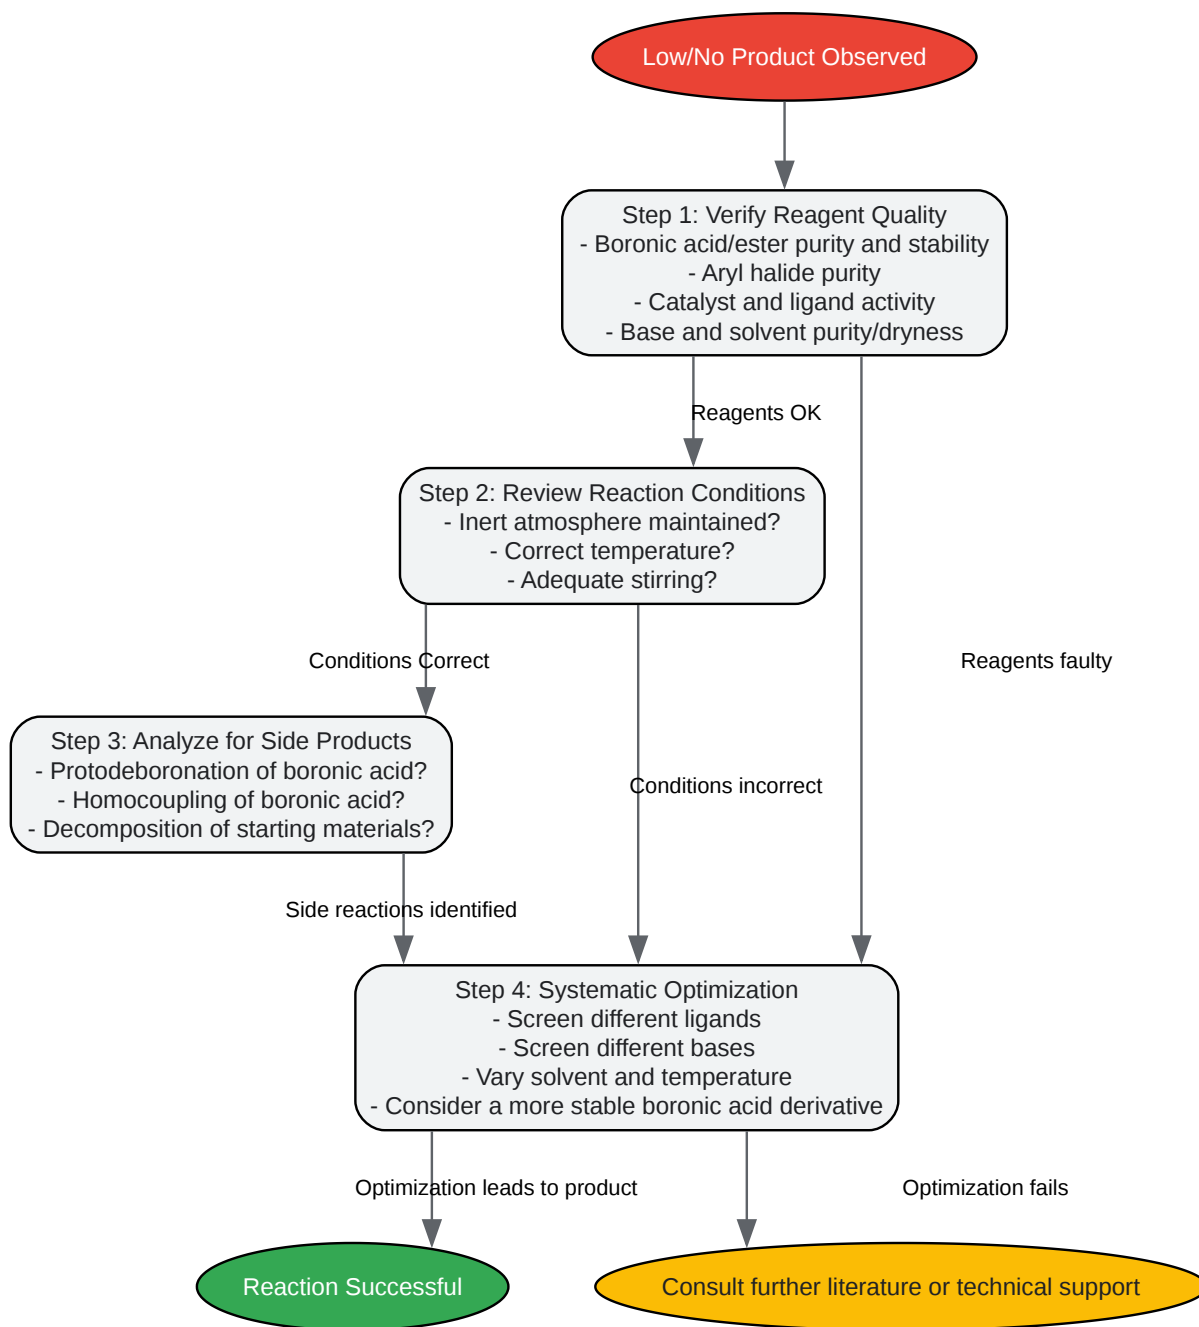 Low/No Product Observed
Step 1: Verify Reagent Quality
- Boronic acid/ester purity and stability
- Aryl halide purity
- Catalyst and ligand activity
- Base and solvent purity/dryness
Reagents OK
Step 2: Review Reaction Conditions
- Inert atmosphere maintained?
- Correct temperature?
- Adequate stirring?
Conditions Correct
Reagents faulty
Step 3: Analyze for Side Products
- Protodeboronation of boronic acid?
- Homocoupling of boronic acid?
- Decomposition of starting materials?
Conditions incorrect
Side reactions identified
Step 4: Systematic Optimization
- Screen different ligands
- Screen different bases
- Vary solvent and temperature
- Consider a more stable boronic acid derivative
Optimization leads to product
Optimization fails
Reaction Successful
Consult further literature or technical support